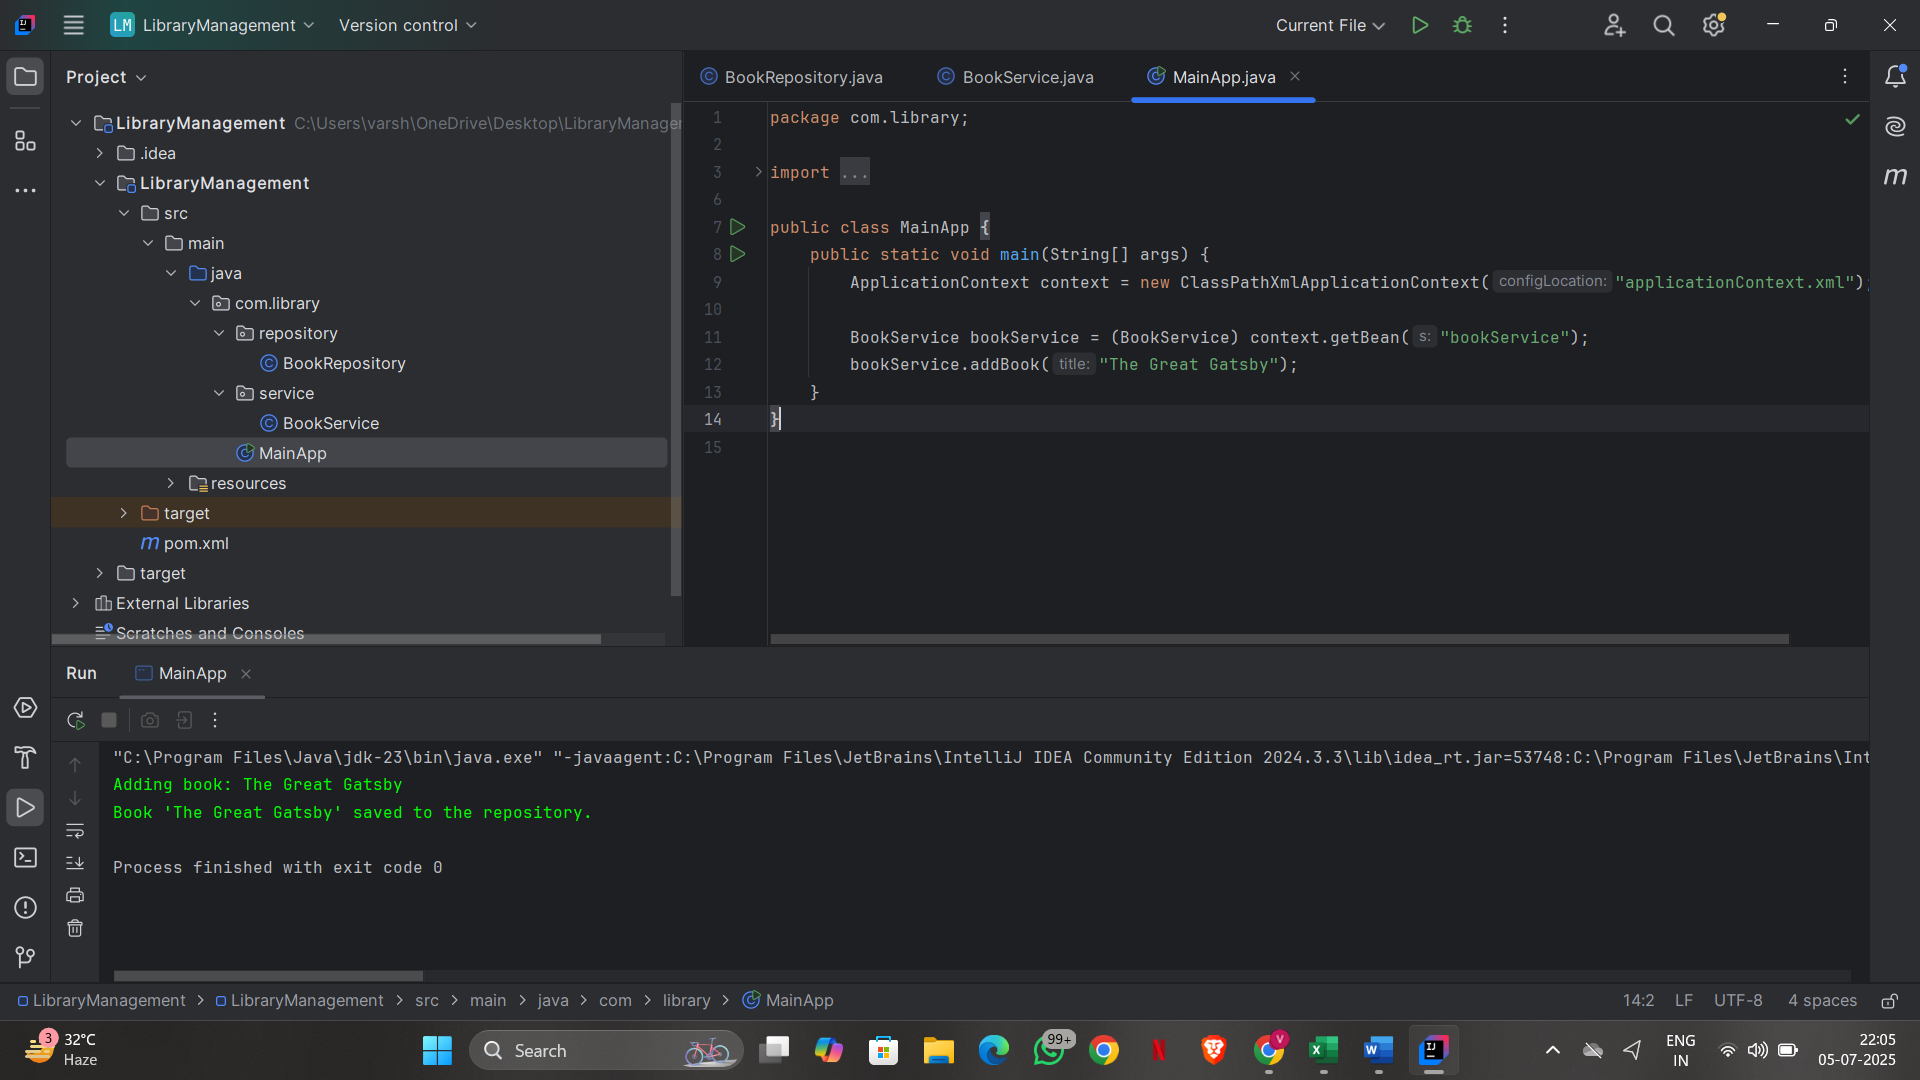 LM LibraryManagement Version control Current File
Project
LibraryManagement C:\Users\varsh\OneDrive\Desktop\LibraryManager
.idea
LibraryManagement
src
main
java
com.library
repository
BookRepository
service
BookService
MainApp
resources
target
m pom.xml
target
External Libraries
Scratches and Consoles
BookRepository.java BookService.java MainApp.java
1 package com.library;
2
3 import ...
6
7 public class MainApp {
8 public static void main(String[] args) {
9 ApplicationContext context = new ClassPathXmlApplicationContext( configLocation: "applicationContext.xml");
10
11 BookService bookService = (BookService) context.getBean( s: "bookService");
12 bookService.addBook( title: "The Great Gatsby");
13 }
14 }
15
m
Run MainApp
"C:\Program Files\Java\jdk-23\bin\java.exe" "-javaagent:C:\Program Files\JetBrains\IntelliJ IDEA Community Edition 2024.3.3\lib\idea_rt.jar=53748:C:\Program Files\JetBrains\Int
Adding book: The Great Gatsby
Book 'The Great Gatsby' saved to the repository.
Process finished with exit code 0
LibraryManagement > LibraryManagement > src > main > java > com > library > MainApp 14:2 LF UTF-8 4 spaces
3 32°C
Haze
Search
99+
V
ENG
IN
22:05
05-07-2025